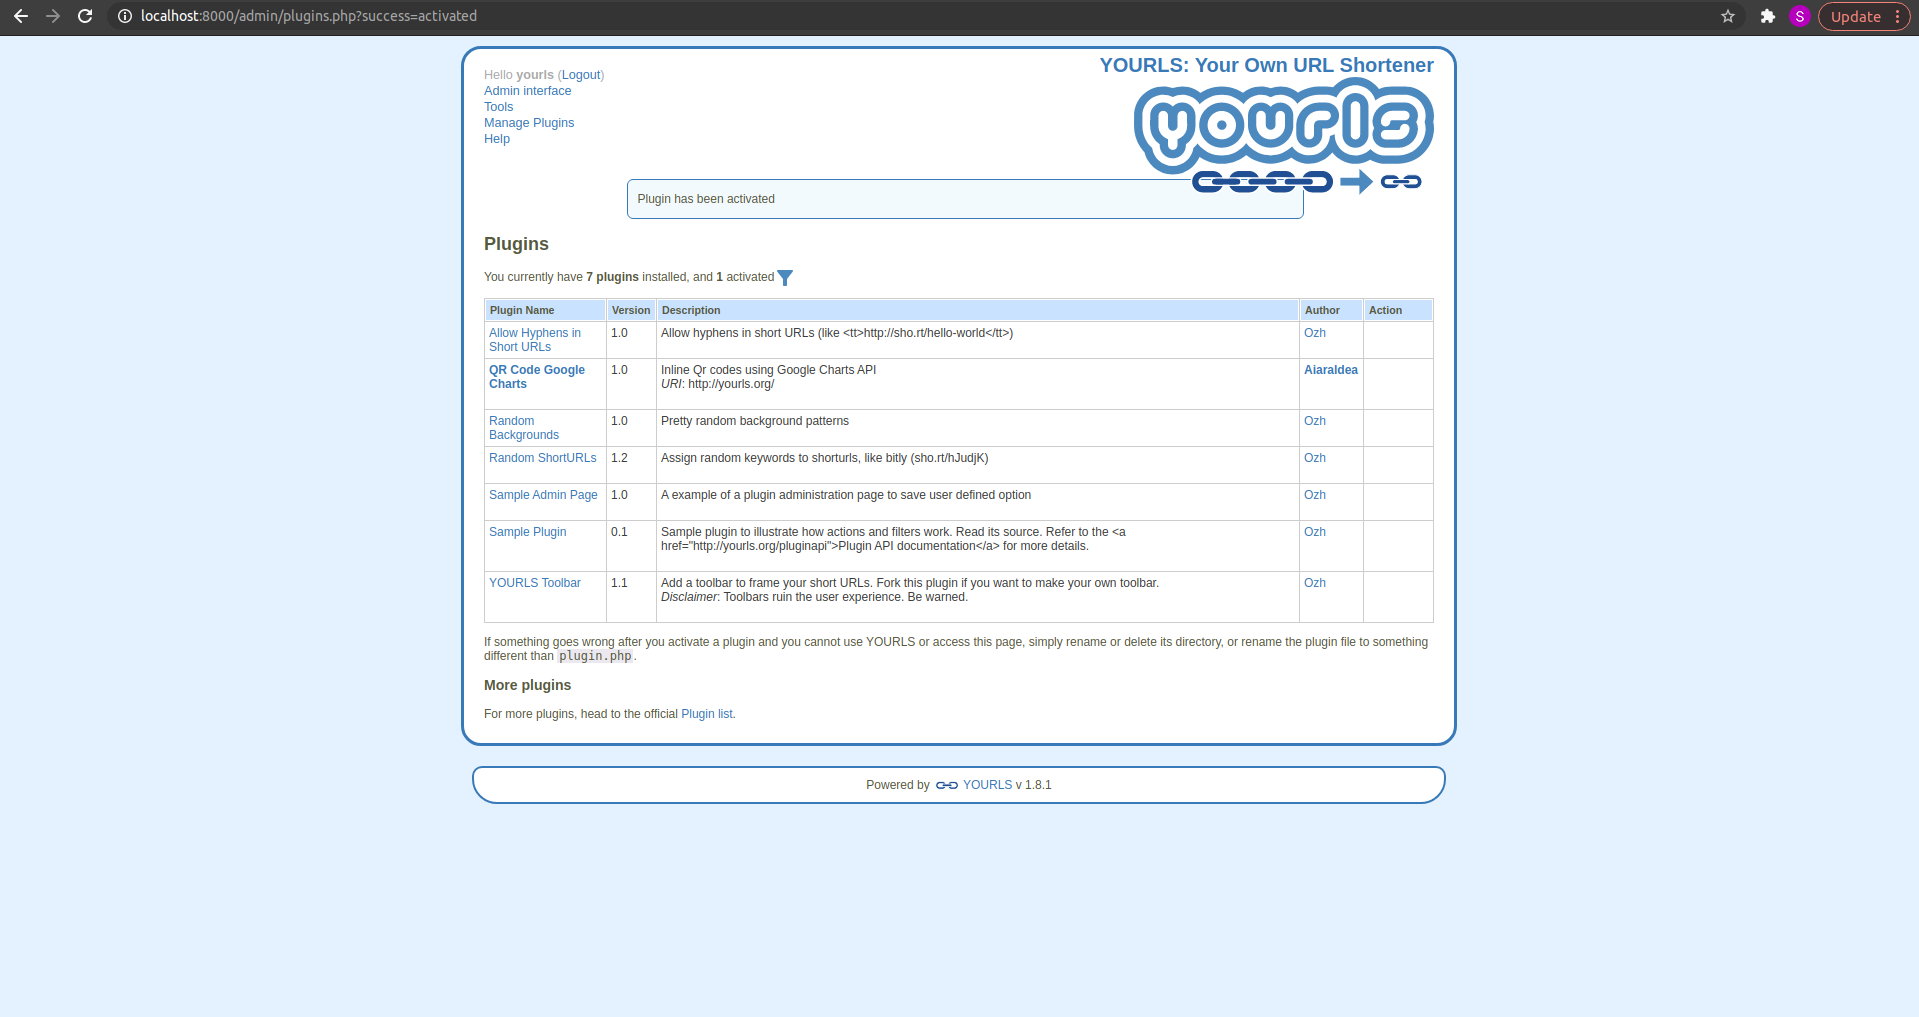 localhost:8000/admin/plugins.php?success=activated
S
Update
Hello yourls (Logout)
Admin interface
Tools
Manage Plugins
Help
YOURLS: Your Own URL Shortener
yourls
Plugin has been activated
Plugins
You currently have 7 plugins installed, and 1 activated
Plugin Name Version Description Author Action
Allow Hyphens in 1.0 Allow hyphens in short URLs (like <tt>http://sho.rt/hello-world</tt>) Ozh
Short URLs
QR Code Google 1.0 Inline Qr codes using Google Charts API Aiaraldea
Charts URI: http://yourls.org/
Random 1.0 Pretty random background patterns Ozh
Backgrounds
Random ShortURLs 1.2 Assign random keywords to shorturls, like bitly (sho.rt/hJudjK) Ozh
Sample Admin Page 1.0 A example of a plugin administration page to save user defined option Ozh
Sample Plugin 0.1 Sample plugin to illustrate how actions and filters work. Read its source. Refer to the <a Ozh
href="http://yourls.org/pluginapi">Plugin API documentation</a> for more details.
YOURLS Toolbar 1.1 Add a toolbar to frame your short URLs. Fork this plugin if you want to make your own toolbar. Ozh
Disclaimer: Toolbars ruin the user experience. Be warned.
If something goes wrong after you activate a plugin and you cannot use YOURLS or access this page, simply rename or delete its directory, or rename the plugin file to something
different than plugin.php.
More plugins
For more plugins, head to the official Plugin list.
Powered by YOURLS v 1.8.1